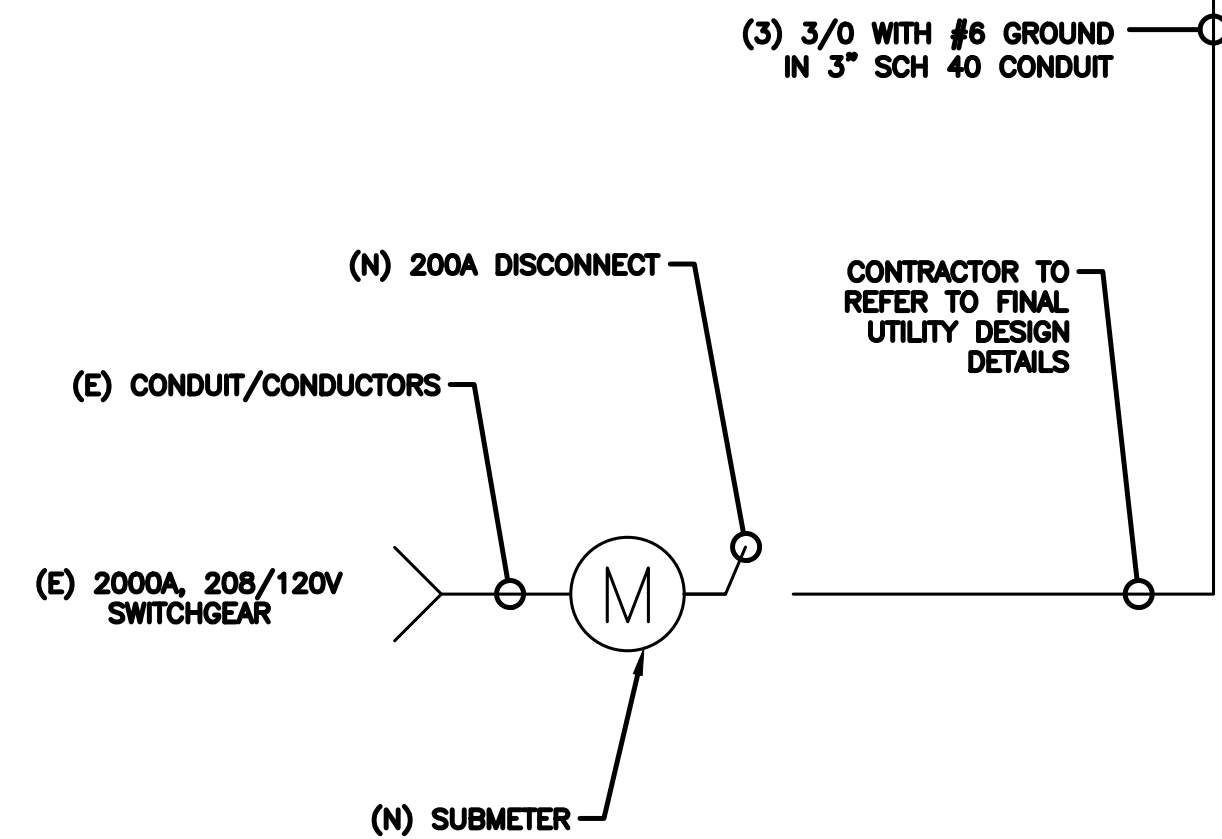 (3) 3/0 WITH #6 GROUND
IN 3" SCH 40 CONDUIT
(N) 200A DISCONNECT
CONTRACTOR TO
REFER TO FINAL
UTILITY DESIGN
DETAILS
(E) CONDUIT/CONDUCTORS
(E) 2000A, 208/120V
SWITCHGEAR
M
(N) SUBMETER